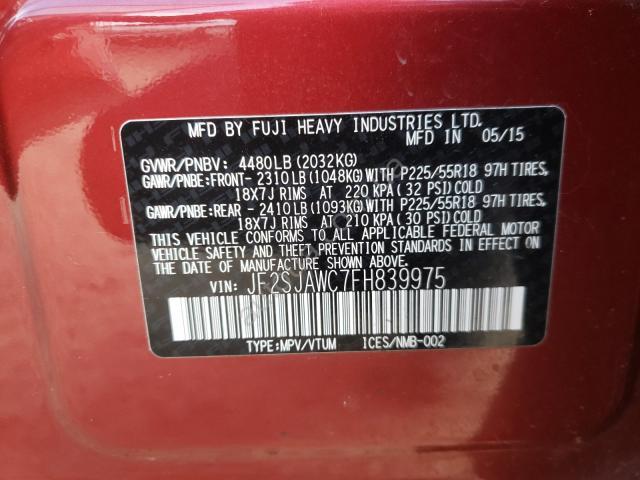 MFD BY FUJI HEAVY INDUSTRIES LTD.
MFD IN 05/15
GVWR/PNBV: 4480LB(2032KG)
GAWR/PNBE:FRONT- 2310LB(1048KG)WITH P225/55R18 97H TIRES,
18X7J RIMS AT 220 KPA(32 PSI)COLD
GAWR/PNBE:REAR - 2410LB(1093KG)WITH P225/55R18 97H TIRES,
18X7J RIMS AT 210 KPA(30 PSI)COLD
THIS VEHICLE CONFORMS TO ALL APPLICABLE FEDERAL MOTOR
VEHICLE SAFETY AND THEFT PREVENTION STANDARDS IN EFFECT ON
THE DATE OF MANUFACTURE SHOWN ABOVE.
VIN: JF2SJAWC7FH839975
TYPE:MPV/VTUM ICES/NMB-002